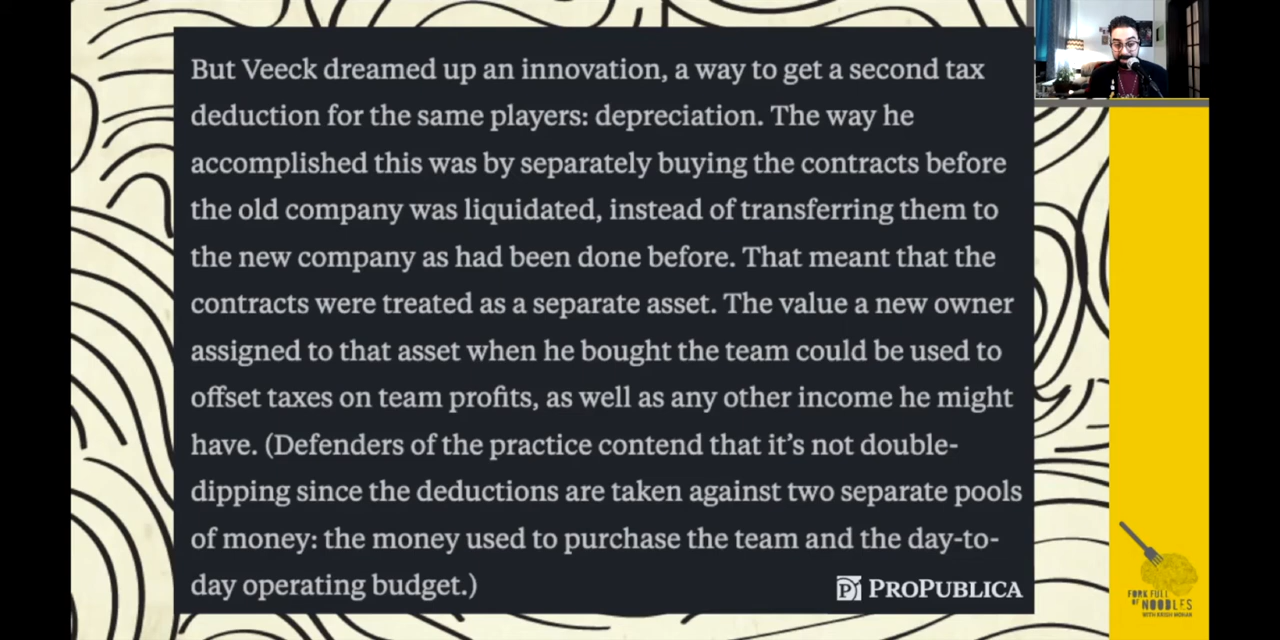 But Veeck dreamed up an innovation, a way to get a second tax
deduction for the same players: depreciation. The way he
accomplished this was by separately buying the contracts before
the old company was liquidated, instead of transferring them to
the new company as had been done before. That meant that the
contracts were treated as a separate asset. The value a new owner
assigned to that asset when he bought the team could be used to
offset taxes on team profits, as well as any other income he might
have. (Defenders of the practice contend that it’s not double-
dipping since the deductions are taken against two separate pools
of money: the money used to purchase the team and the day-to-
day operating budget.)
PROPUBLICA
FORK FULL
OF NOODLES
WITH KRISH MOHAN